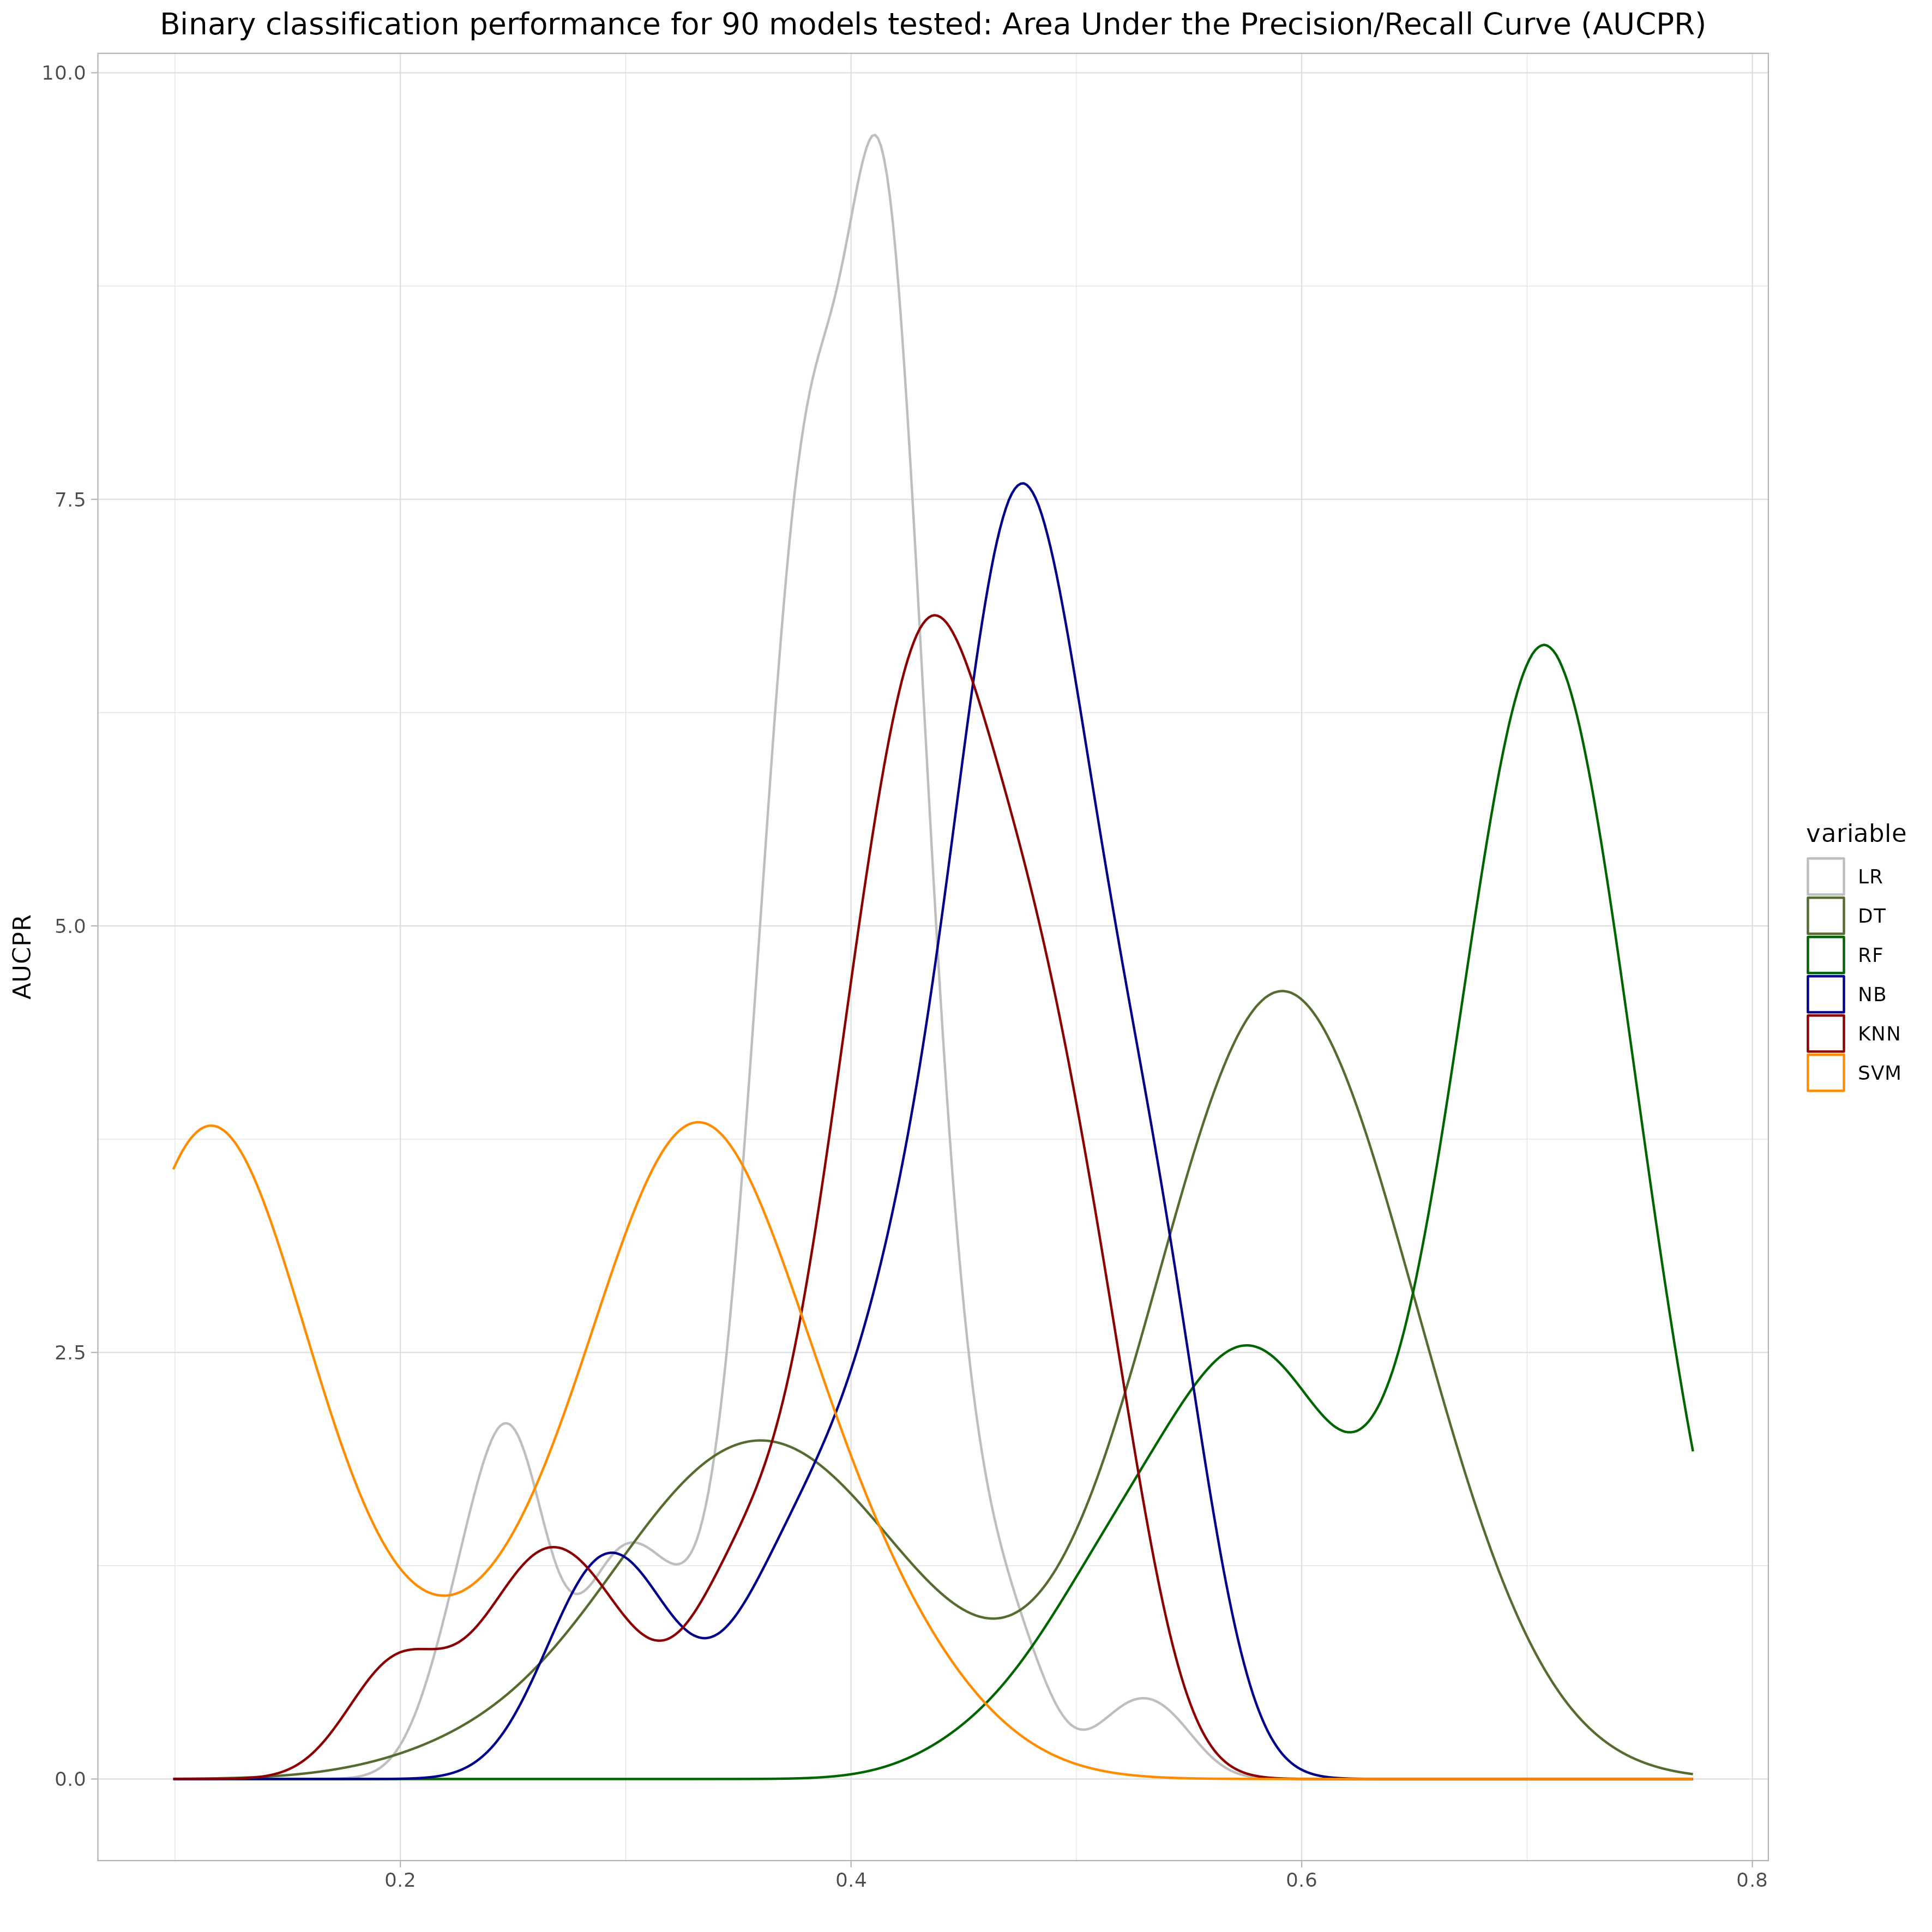 Binary classification performance for 90 models tested: Area Under the Precision/Recall Curve (AUCPR)
10.0
7.5
5.0
2.5
0.0
AUCPR
0.2
0.4
0.6
0.8
variable
LR
DT
RF
NB
KNN
SVM